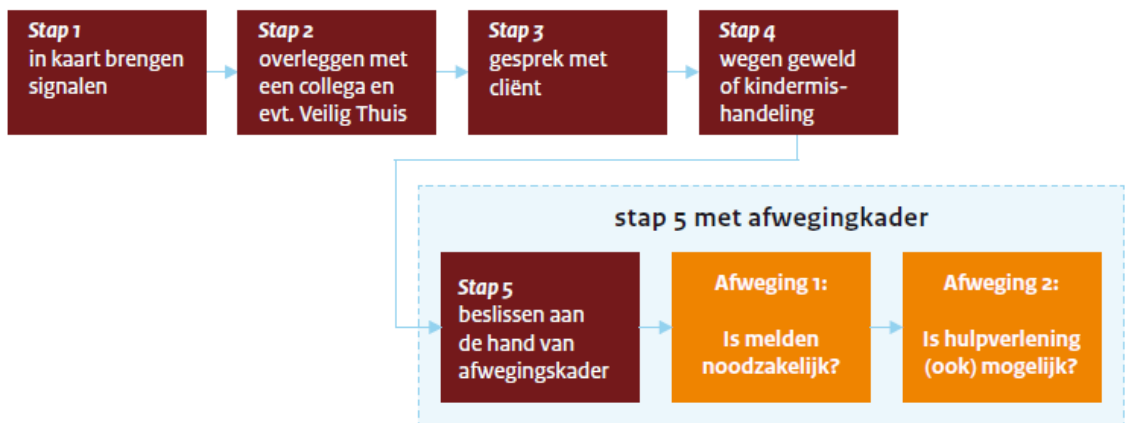 Stap 1
in kaart brengen
signalen
Stap 2
overleggen met
een collega en
evt. Veilig Thuis
Stap 3
gesprek met
cliënt
Stap 4
wegen geweld
of kindermis-
handeling
stap 5 met afwegingkader
Stap 5
beslissen aan
de hand van
afwegingskader
Afweging 1:
Is melden
noodzakelijk?
Afweging 2:
Is hulpverlening
(ook) mogelijk?